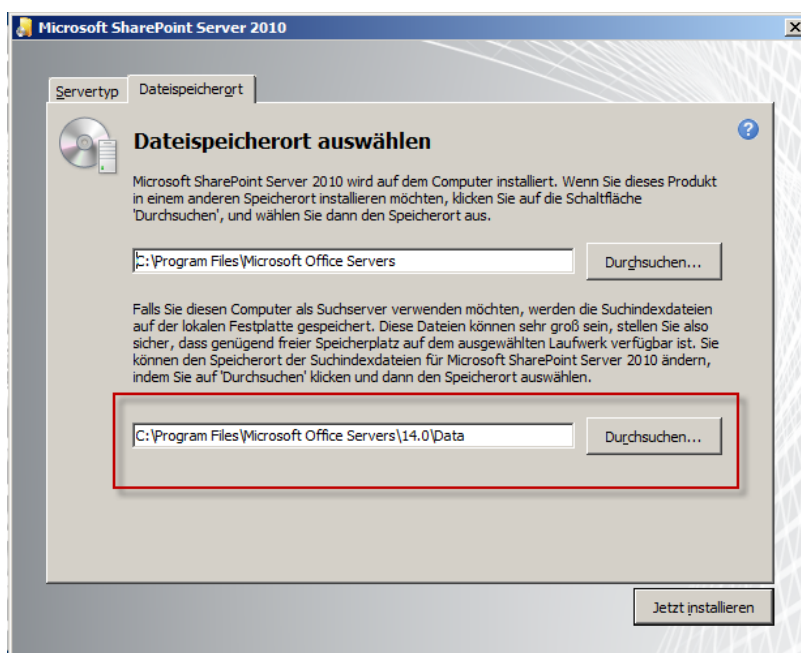 Microsoft SharePoint Server 2010
Servertyp
Dateispeicherort
Dateispeicherort auswählen
Microsoft SharePoint Server 2010 wird auf dem Computer installiert. Wenn Sie dieses Produkt
in einem anderen Speicherort installieren möchten, klicken Sie auf die Schaltfläche
'Durchsuchen', und wählen Sie dann den Speicherort aus.
C:\Program Files\Microsoft Office Servers
Durchsuchen...
Falls Sie diesen Computer als Suchserver verwenden möchten, werden die Suchindexdateien
auf der lokalen Festplatte gespeichert. Diese Dateien können sehr groß sein, stellen Sie also
sicher, dass genügend freier Speicherplatz auf dem ausgewählten Laufwerk verfügbar ist. Sie
können den Speicherort der Suchindexdateien für Microsoft SharePoint Server 2010 ändern,
indem Sie auf 'Durchsuchen' klicken und dann den Speicherort auswählen.
C:\Program Files\Microsoft Office Servers\14.0\Data
Durchsuchen...
Jetzt installieren